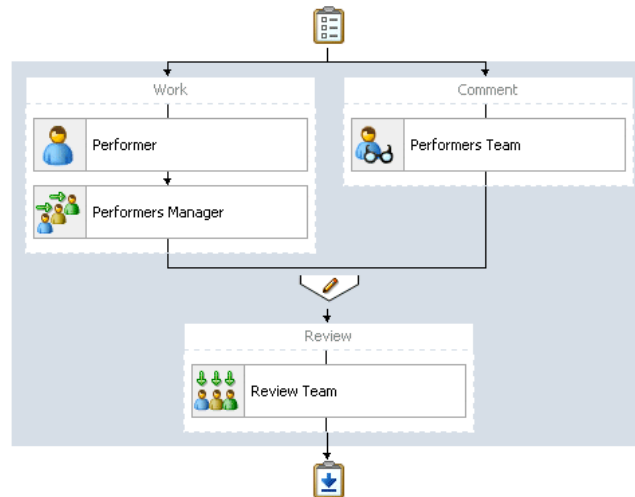 Work
Comment
Performer
Performers Team
Performers Manager
Review
Review Team